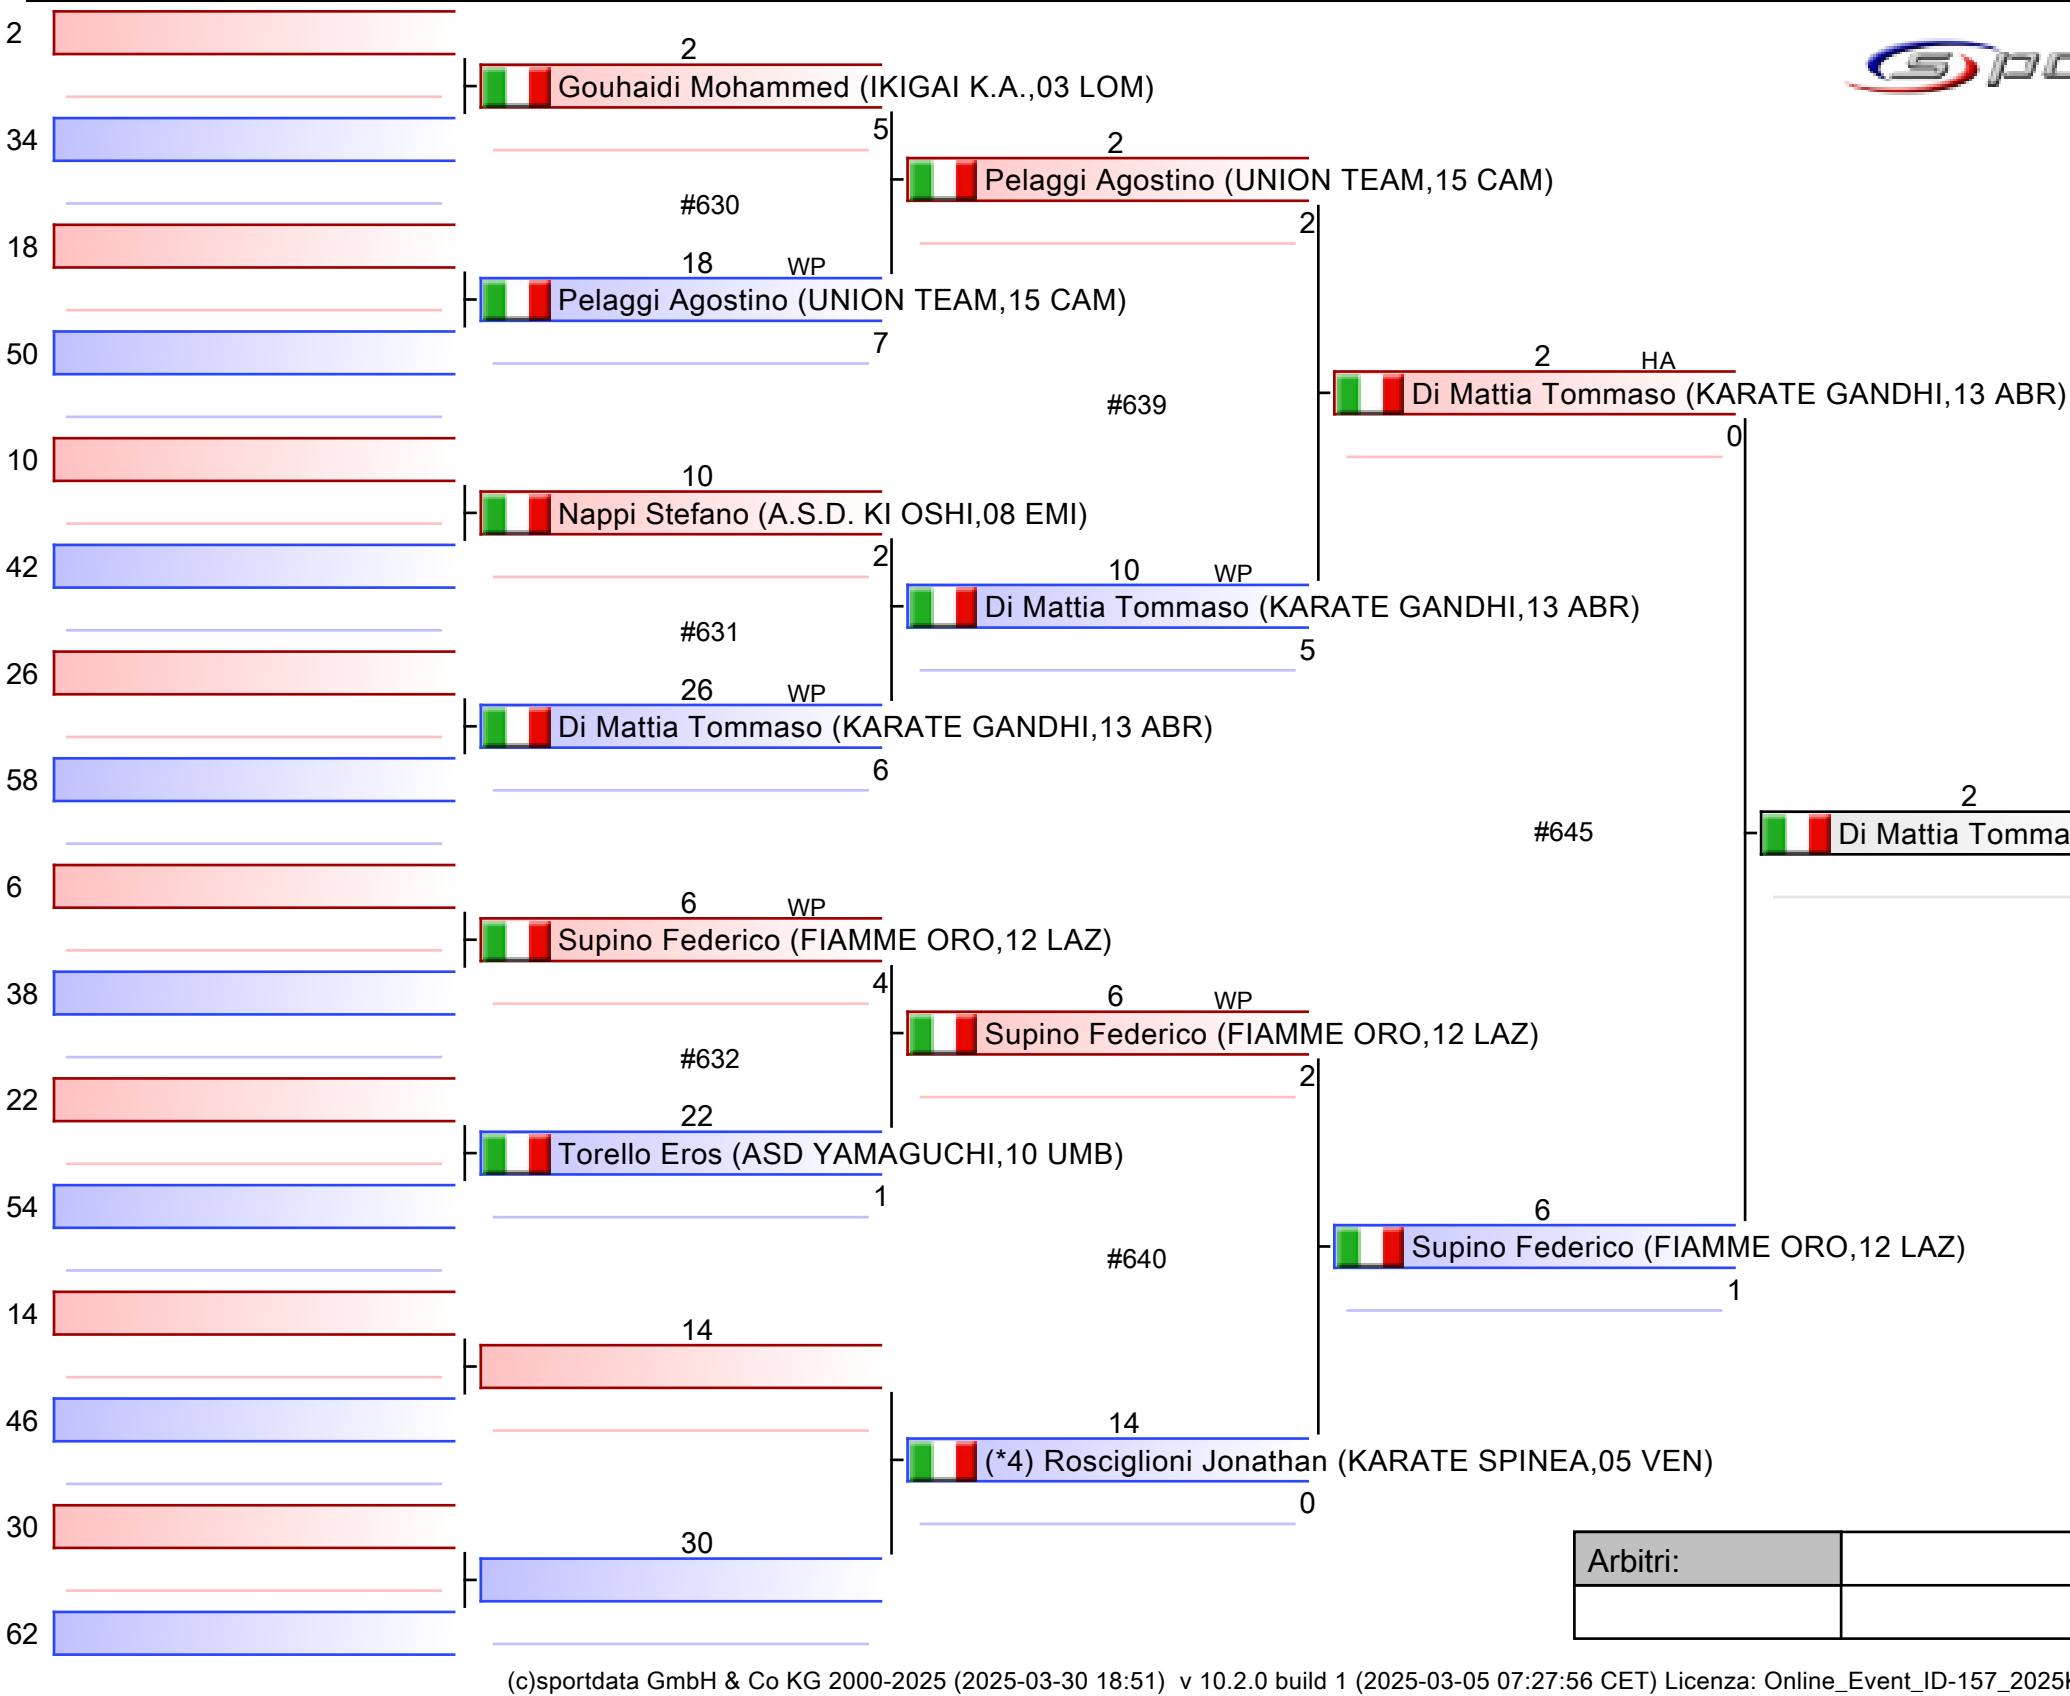 2
34
18
50
10
42
26
58
6
38
22
54
14
46
30
62
2
Gouhaidi Mohammed (IKIGAI K.A.,03 LOM)
5
#630
18 WP
Pelaggi Agostino (UNION TEAM,15 CAM)
7
10
Nappi Stefano (A.S.D. KI OSHI,08 EMI)
2
#631
26 WP
Di Mattia Tommaso (KARATE GANDHI,13 ABR)
6
6 WP
Supino Federico (FIAMME ORO,12 LAZ)
4
#632
22
Torello Eros (ASD YAMAGUCHI,10 UMB)
1
14
30
2
Pelaggi Agostino (UNION TEAM,15 CAM)
2
#639
10 WP
Di Mattia Tommaso (KARATE GANDHI,13 ABR)
5
6 WP
Supino Federico (FIAMME ORO,12 LAZ)
2
#640
14
(*4) Rosciglioni Jonathan (KARATE SPINEA,05 VEN)
0
2 HA
Di Mattia Tommaso (KARATE GANDHI,13 ABR)
0
#645
6
Supino Federico (FIAMME ORO,12 LAZ)
1
2
Di Mattia Tomma
spo
Arbitri:
(c)sportdata GmbH & Co KG 2000-2025 (2025-03-30 18:51) v 10.2.0 build 1 (2025-03-05 07:27:56 CET) Licenza: Online_Event_ID-157_2025